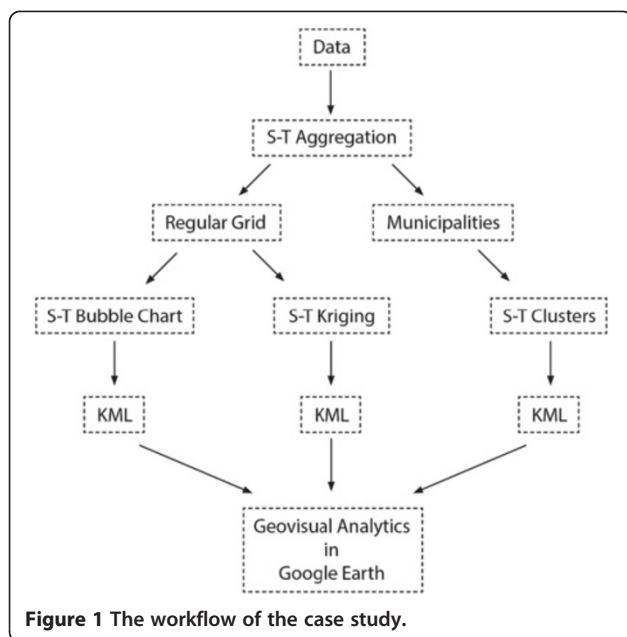 Data
S-T Aggregation
Regular Grid
Municipalities
S-T Bubble Chart
S-T Kriging
S-T Clusters
KML
KML
KML
Geovisual Analytics
in
Google Earth
Figure 1 The workflow of the case study.